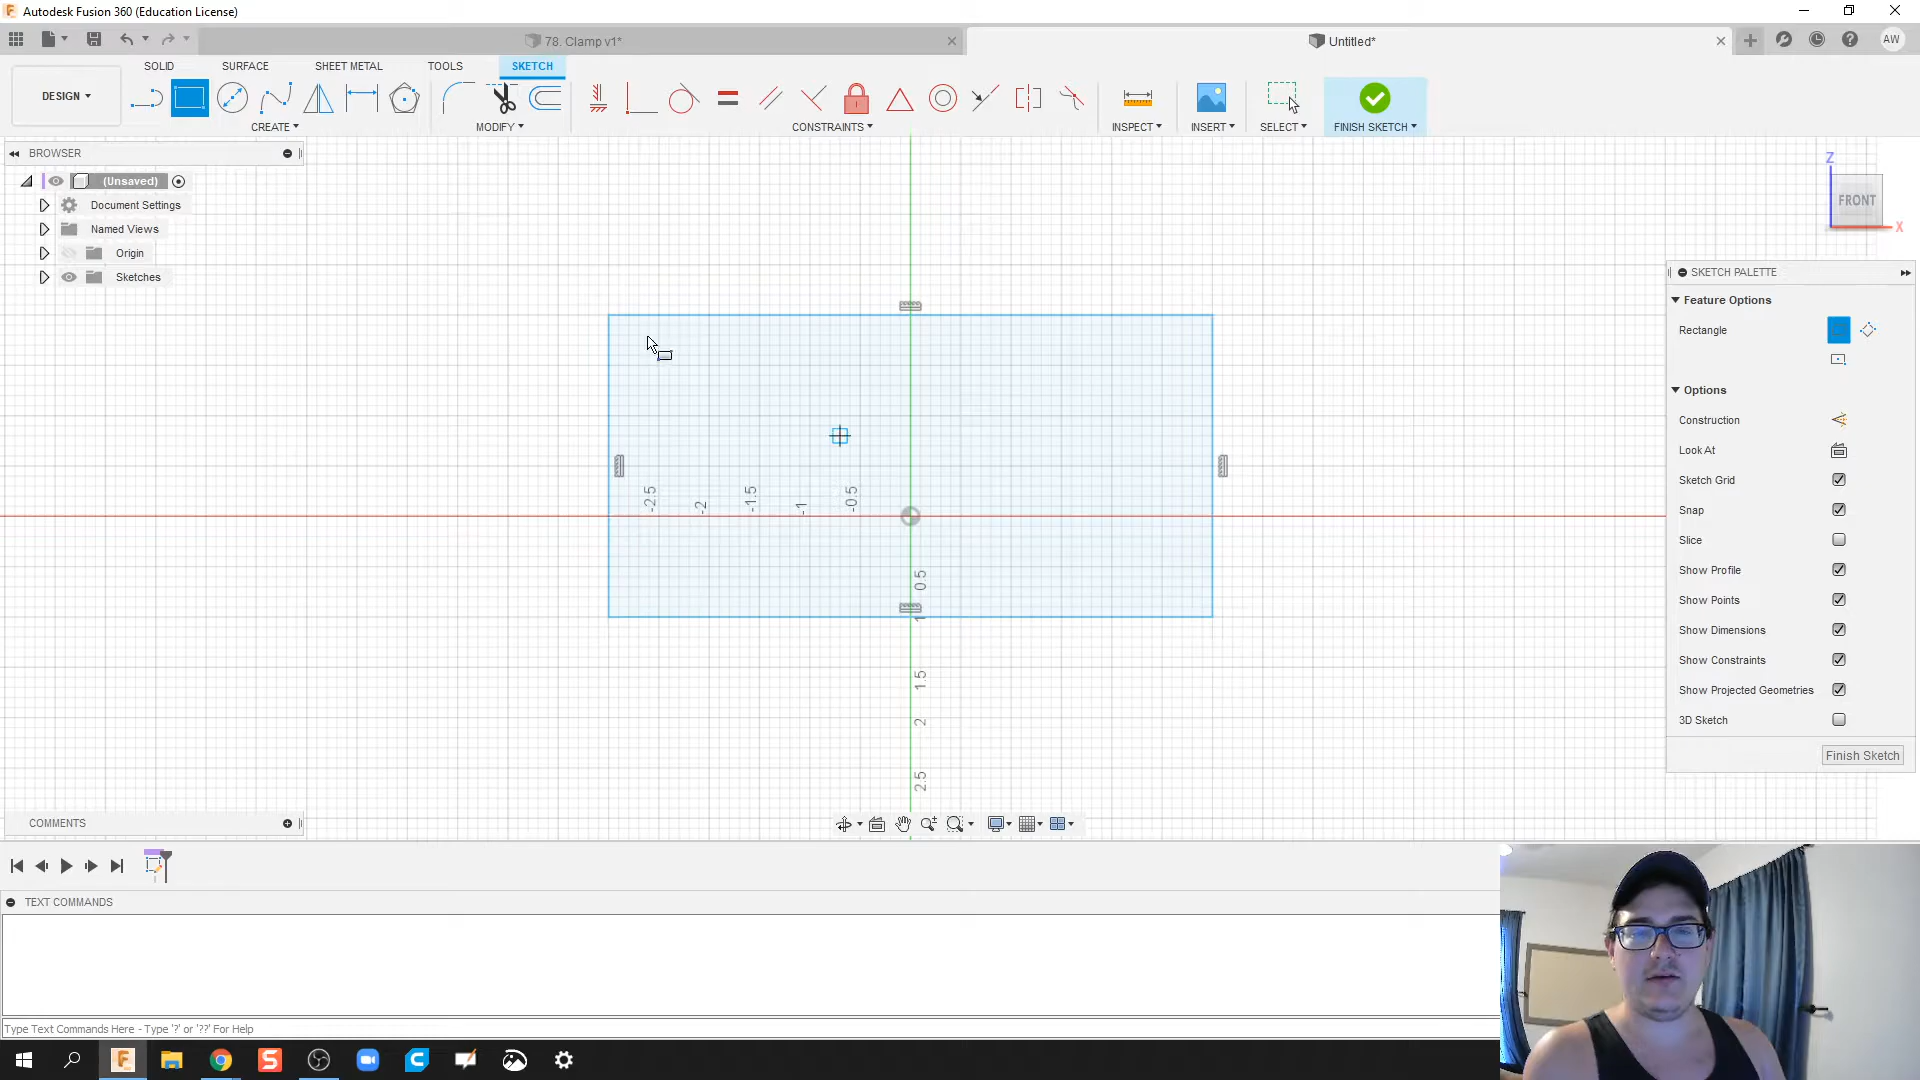 Autodesk Fusion 360 (Education License)
78. Clamp v1*
Untitled*
AW
SOLID
SURFACE
SHEET METAL
TOOLS
SKETCH
DESIGN
CREATE
MODIFY
CONSTRAINTS
INSPECT
INSERT
SELECT
FINISH SKETCH
BROWSER
(Unsaved)
Document Settings
Named Views
Origin
Sketches
Z
FRONT
X
-2.5
-2
-1.5
-1
-0.5
0.5
1
1.5
2
2.5
SKETCH PALETTE
Feature Options
Rectangle
Options
Construction
Look At
Sketch Grid
Snap
Slice
Show Profile
Show Points
Show Dimensions
Show Constraints
Show Projected Geometries
3D Sketch
Finish Sketch
COMMENTS
TEXT COMMANDS
Type Text Commands Here - Type '?' or '??' For Help